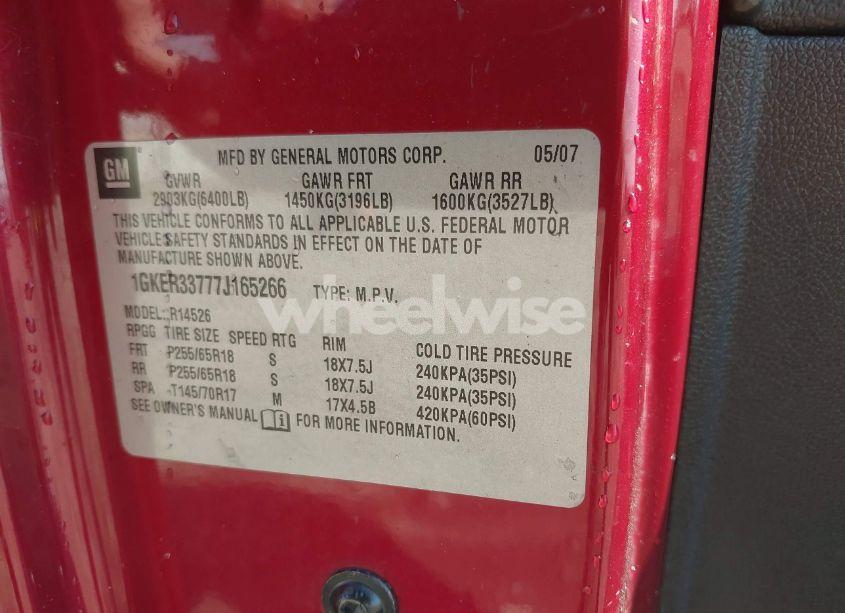 GM
MFD BY GENERAL MOTORS CORP. 05/07
GVWR GAWR FRT GAWR RR
2903KG(6400LB) 1450KG(3196LB) 1600KG(3527LB)
THIS VEHICLE CONFORMS TO ALL APPLICABLE U.S. FEDERAL MOTOR
VEHICLE SAFETY STANDARDS IN EFFECT ON THE DATE OF
MANUFACTURE SHOWN ABOVE.
1GKER33777J165266 TYPE: M.P.V.
wheelwise
MODEL: R14526
RPGG TIRE SIZE SPEED RTG RIM COLD TIRE PRESSURE
FRT P255/65R18 S 18X7.5J 240KPA(35PSI)
RR P255/65R18 S 18X7.5J 240KPA(35PSI)
SPA T145/70R17 M 17X4.5B 420KPA(60PSI)
SEE OWNER'S MANUAL FOR MORE INFORMATION.